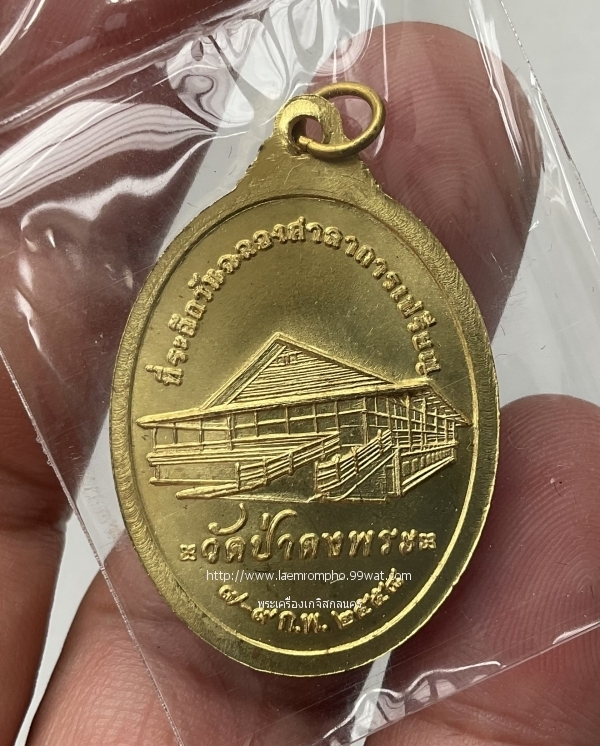 ที่ระลึกวันฉลองศาลาการเปรียญ
วัดป่าดงพระ
http://www.laemrompho.99wat.com
พระเครื่องเกจิสกลนคร
๗-๙ ก.พ. ๒๕๕๘